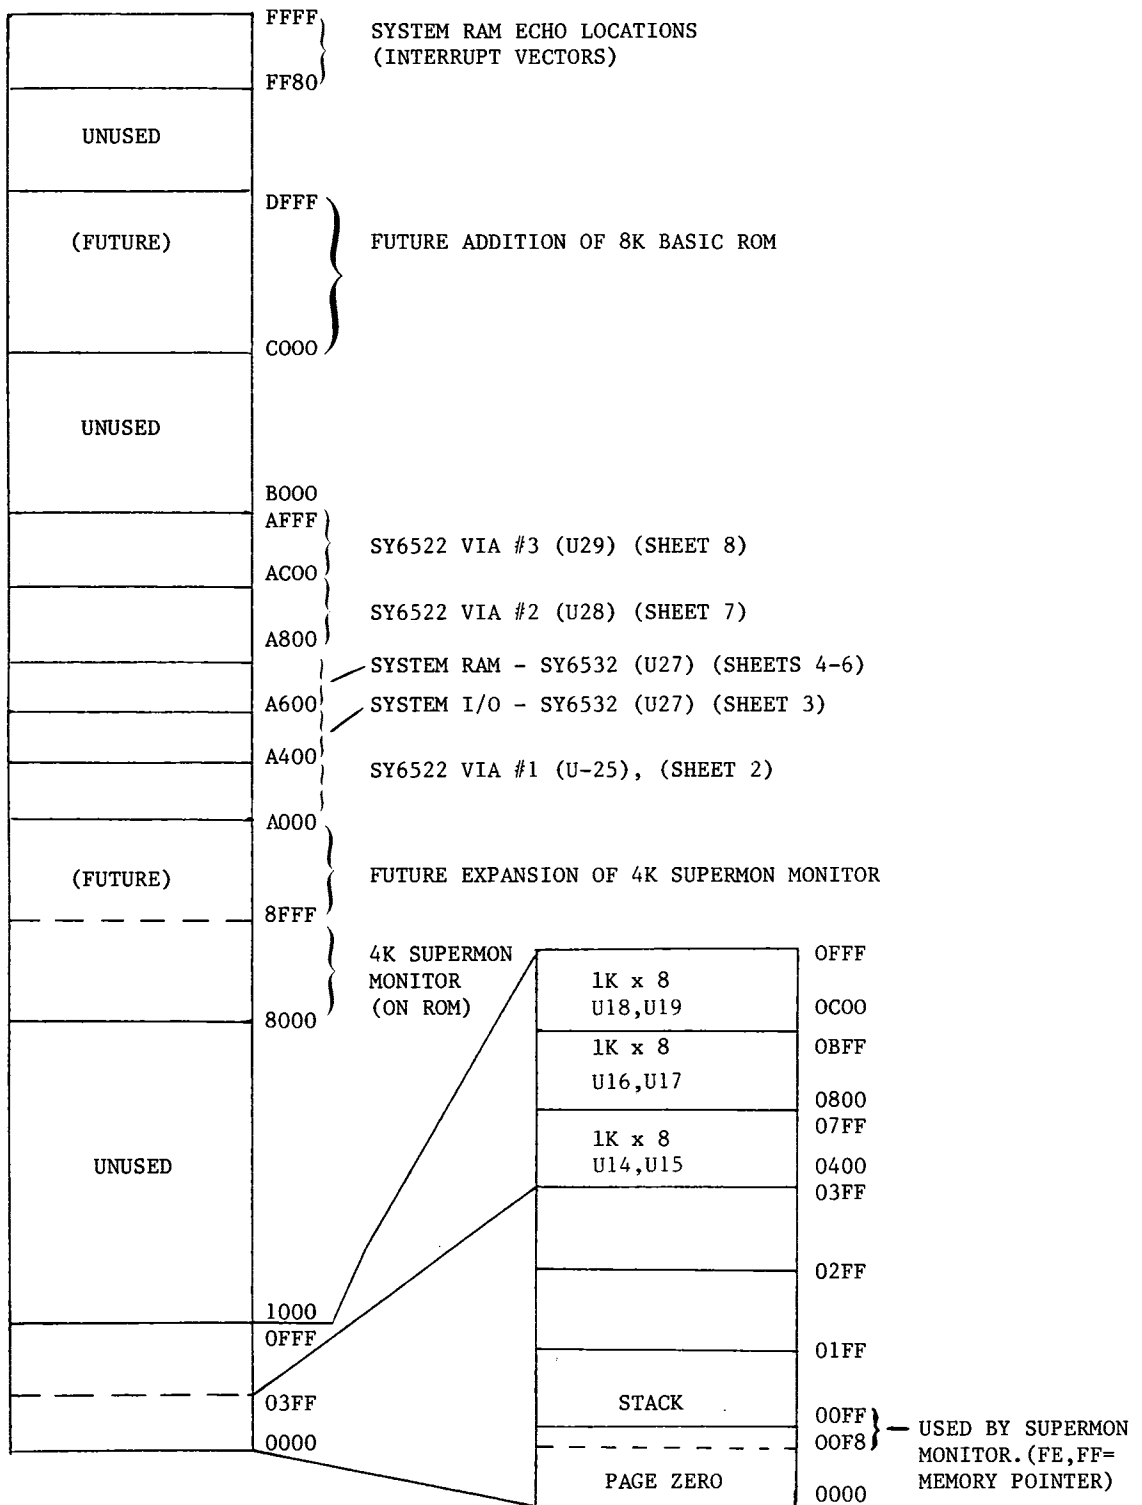 FFFF
SYSTEM RAM ECHO LOCATIONS
(INTERRUPT VECTORS)
FF80
UNUSED
DFFF
(FUTURE)
FUTURE ADDITION OF 8K BASIC ROM
C000
UNUSED
B000
AFFF
SY6522 VIA #3 (U29) (SHEET 8)
AC00
SY6522 VIA #2 (U28) (SHEET 7)
A800
SYSTEM RAM - SY6532 (U27) (SHEETS 4-6)
A600
SYSTEM I/O - SY6532 (U27) (SHEET 3)
A400
SY6522 VIA #1 (U-25), (SHEET 2)
A000
(FUTURE)
FUTURE EXPANSION OF 4K SUPERMON MONITOR
8FFF
4K SUPERMON
MONITOR
(ON ROM)
8000
UNUSED
1000
0FFF
03FF
0000
0FFF
1K x 8
U18,U19
0C00
1K x 8
0BFF
U16,U17
0800
07FF
1K x 8
U14,U15
0400
03FF
02FF
01FF
STACK
00FF
00F8
USED BY SUPERMON
MONITOR.(FE,FF=
MEMORY POINTER)
PAGE ZERO
0000